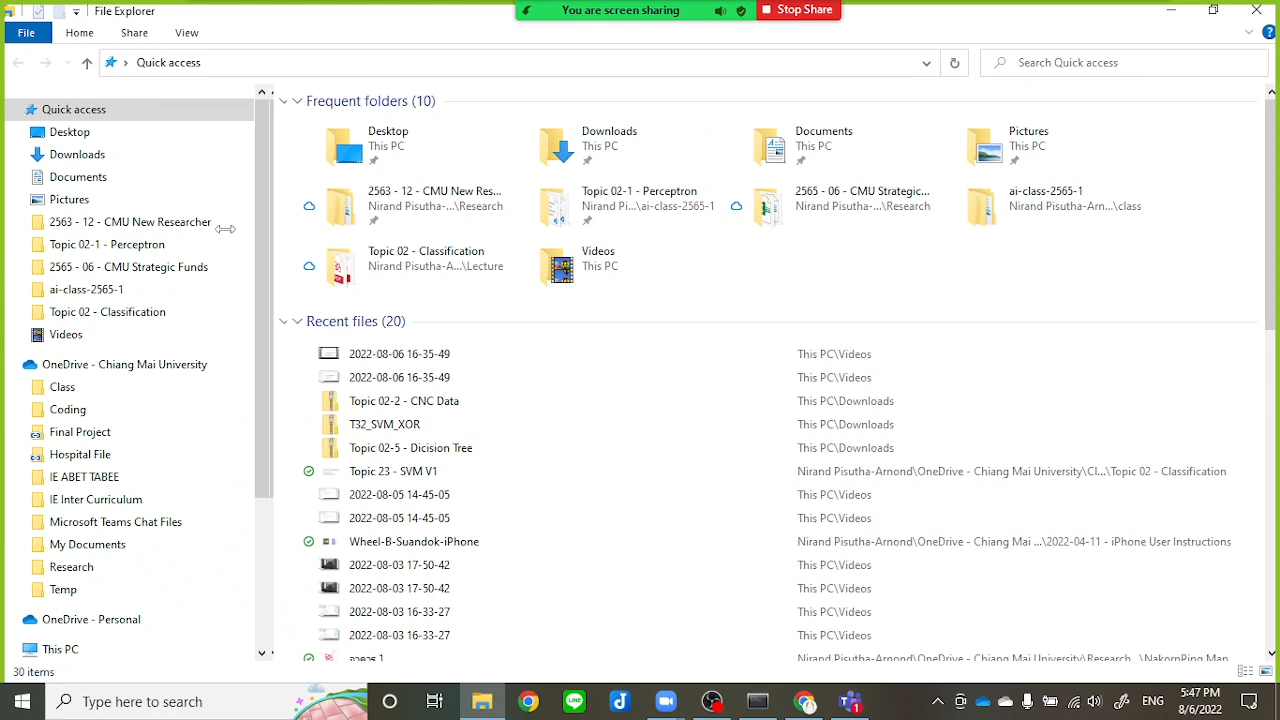 File Explorer
You are screen sharing
Stop Share
File
Home
Share
View
Quick access
Search Quick access
Quick access
Desktop
Downloads
Documents
Pictures
2563 - 12 - CMU New Researcher
Topic 02-1 - Perceptron
2565 - 06 - CMU Strategic Funds
ai-class-2565-1
Topic 02 - Classification
Videos
OneDrive - Chiang Mai University
Class
Coding
Final Project
Hospital File
IE ABET TABEE
IE Inter Curriculum
Microsoft Teams Chat Files
My Documents
Research
Temp
OneDrive - Personal
This PC
Frequent folders (10)
Desktop
This PC
Downloads
This PC
Documents
This PC
Pictures
This PC
2563 - 12 - CMU New Res...
Nirand Pisutha-...\Research
Topic 02-1 - Perceptron
Nirand Pi...\ai-class-2565-1
2565 - 06 - CMU Strategic...
Nirand Pisutha-...\Research
ai-class-2565-1
Nirand Pisutha-Arn...\class
Topic 02 - Classification
Nirand Pisutha-A...\Lecture
Videos
This PC
Recent files (20)
2022-08-06 16-35-49 This PC\Videos
2022-08-06 16-35-49 This PC\Videos
Topic 02-2 - CNC Data This PC\Downloads
T32_SVM_XOR This PC\Downloads
Topic 02-5 - Dicision Tree This PC\Downloads
Topic 23 - SVM V1 Nirand Pisutha-Arnond\OneDrive - Chiang Mai University\Cl...\Topic 02 - Classification
2022-08-05 14-45-05 This PC\Videos
2022-08-05 14-45-05 This PC\Videos
Wheel-B-Suandok-iPhone Nirand Pisutha-Arnond\OneDrive - Chiang Mai ...\2022-04-11 - iPhone User Instructions
2022-08-03 17-50-42 This PC\Videos
2022-08-03 17-50-42 This PC\Videos
2022-08-03 16-33-27 This PC\Videos
2022-08-03 16-33-27 This PC\Videos
Nirand Pisutha-Arnond\OneDrive - Chiang Mai University\Research
30 items
Type here to search
ENG
5:47 PM
8/6/2022